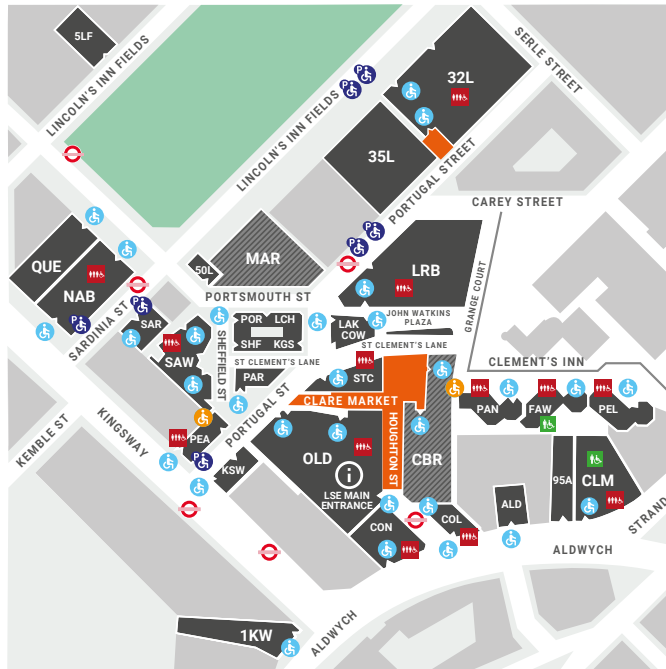 5LF
LINCOLN'S INN FIELDS
SERLE STREET
P
P
32L
LINCOLN'S INN FIELDS
35L
PORTUGAL STREET
CAREY STREET
P
P
MAR
50L
LRB
QUE
NAB
GRANGE COURT
PORTSMOUTH ST
P
P
SARDINIA ST
SAR
SAW
SHEFFIELD ST
POR LCH
SHF KGS
LAK
COW
JOHN WATKINS
PLAZA
ST CLEMENT'S LANE
ST CLEMENT'S LANE
CLEMENT'S INN
PAR
STC
PORTUGAL ST
CLARE MARKET
HOUGHTON ST
PAN
FAW
PEL
KEMBLE ST
KINGSWAY
PEA
P
KSW
OLD
CBR
LSE MAIN
ENTRANCE
95A
CLM
ALD
STRAND
CON
COL
ALDWYCH
ALDWYCH
1KW